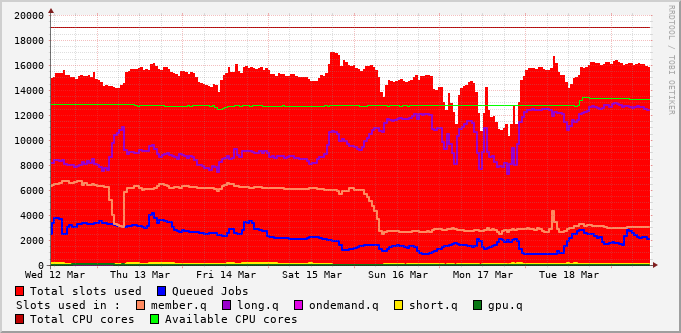 20000
18000
16000
14000
12000
10000
8000
6000
4000
2000
0
Wed 12 Mar Thu 13 Mar Fri 14 Mar Sat 15 Mar Sun 16 Mar Mon 17 Mar Tue 18 Mar
Total slots used Queued Jobs
Slots used in : member.q long.q ondemand.q short.q gpu.q
Total CPU cores Available CPU cores
RRDTOOL / TOBI OETIKER